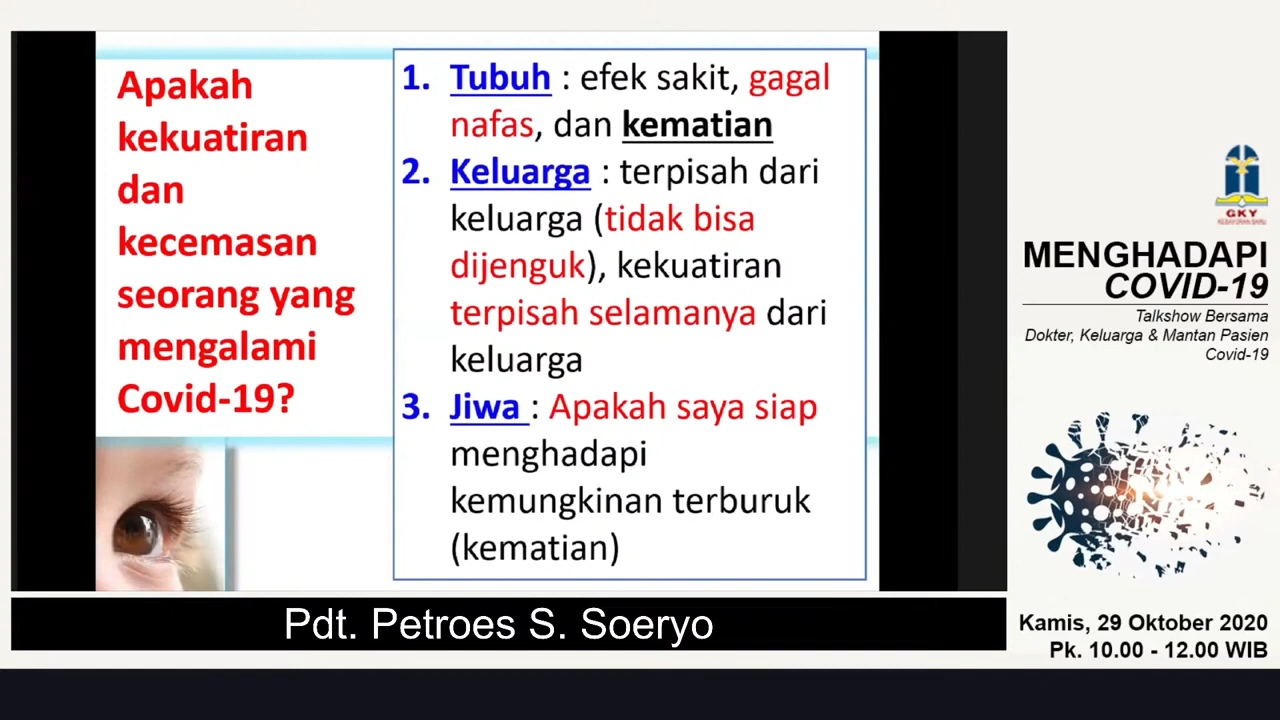 Apakah
kekuatiran
dan
kecemasan
seorang yang
mengalami
Covid-19?
1. Tubuh : efek sakit, gagal
nafas, dan kematian
2. Keluarga : terpisah dari
keluarga (tidak bisa
dijenguk), kekuatiran
terpisah selamanya dari
keluarga
3. Jiwa : Apakah saya siap
menghadapi
kemungkinan terburuk
(kematian)
Pdt. Petroes S. Soeryo
GKY
KEBAYORAN BARU
MENGHADAPI
COVID-19
Talkshow Bersama
Dokter, Keluarga & Mantan Pasien
Covid-19
Kamis, 29 Oktober 2020
Pk. 10.00 - 12.00 WIB